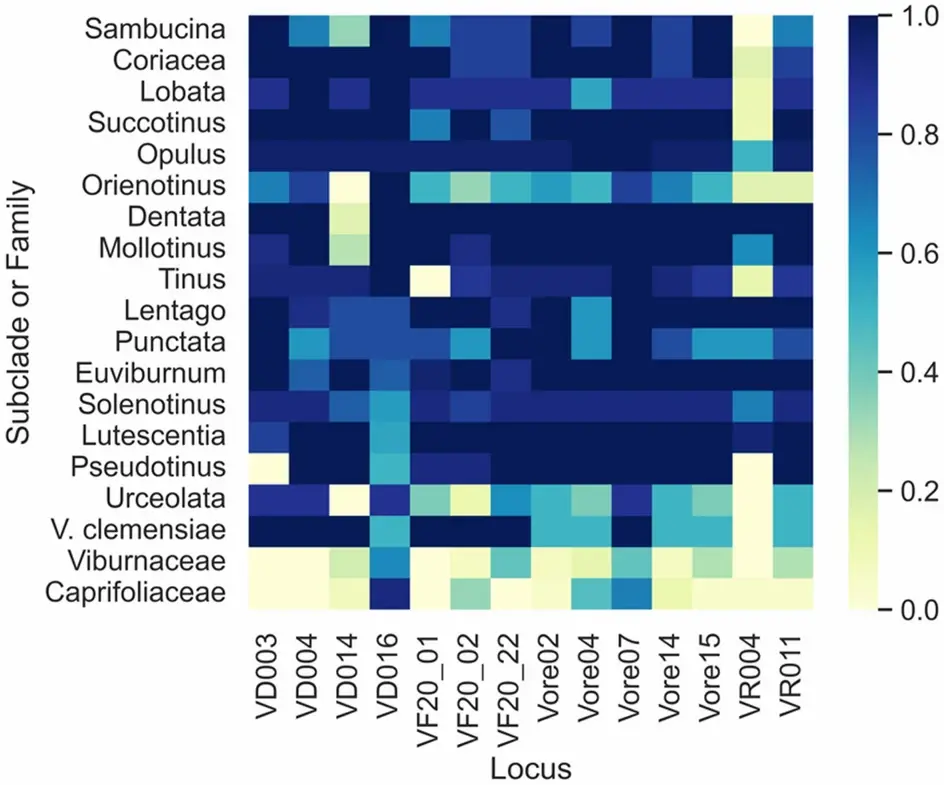 Subclade or Family
Sambucina
Coriacea
Lobata
Succotinus
Opulus
Orienotinus
Dentata
Mollotinus
Tinus
Lentago
Punctata
Euviburnum
Solenotinus
Lutescentia
Pseudotinus
Urceolata
V. clemensiae
Viburnaceae
Caprifoliaceae
VD003
VD004
VD014
VD016
VF20_01
VF20_02
VF20_22
Vore02
Vore04
Vore07
Vore14
Vore15
VR004
VR011
Locus
1.0
0.8
0.6
0.4
0.2
0.0